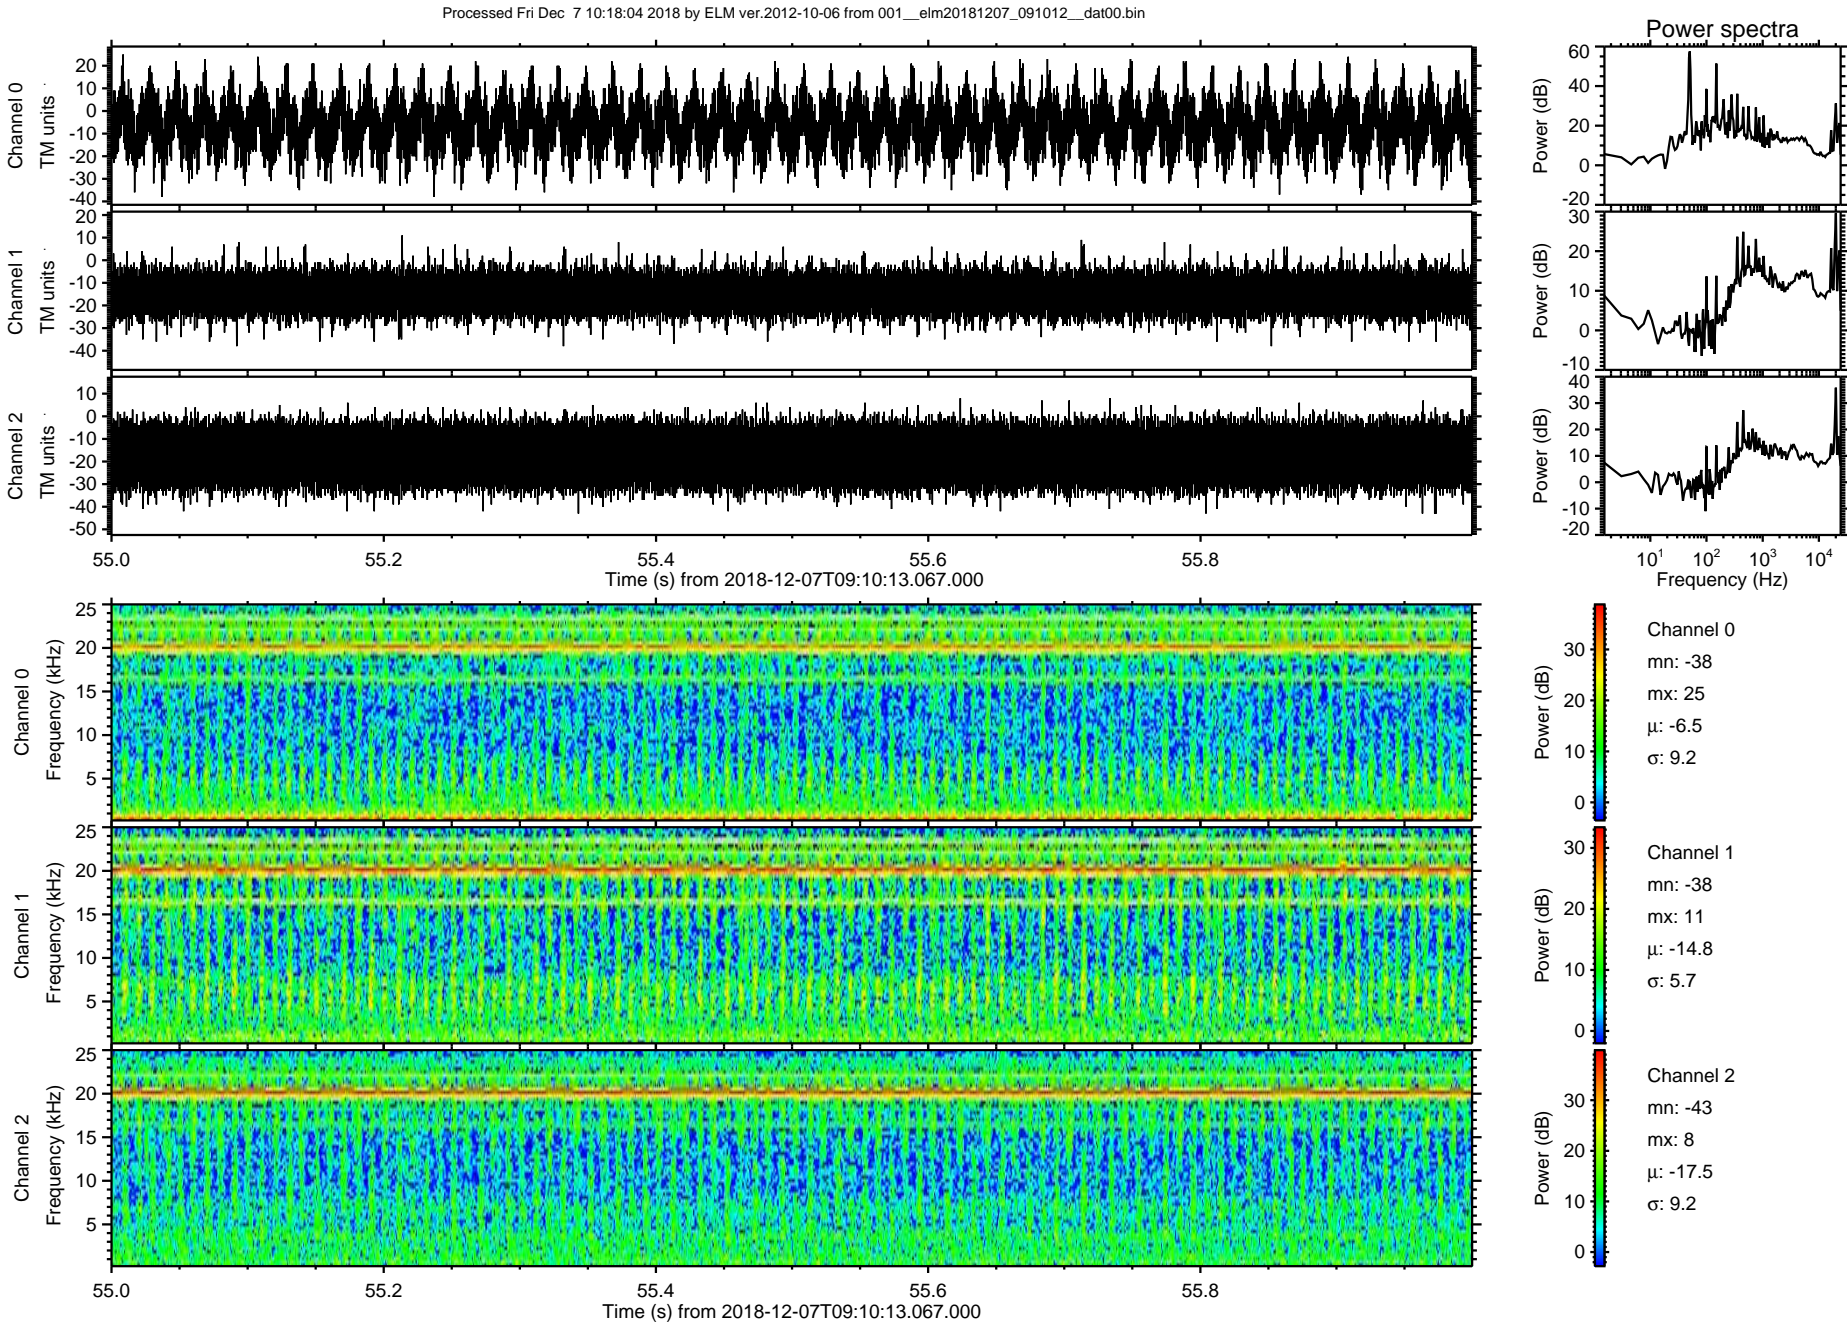 Processed Fri Dec  7 10:18:04 2018 by ELM ver.2012-10-06 from 001__elm20181207_091012__dat00.bin
Power spectra
Channel 0
TM units
20
10
0
-10
-20
-30
-40
Power (dB)
60
40
20
0
-20
Channel 1
TM units
20
10
0
-10
-20
-30
-40
Power (dB)
30
20
10
0
-10
Channel 2
TM units
10
0
-10
-20
-30
-40
-50
Power (dB)
40
30
20
10
0
-10
-20
55.0 55.2 55.4 55.6 55.8
Time (s) from 2018-12-07T09:10:13.067.000
10^1 10^2 10^3 10^4
Frequency (Hz)
Channel 0
Frequency (kHz)
25
20
15
10
5
Power (dB)
30
20
10
0
Channel 0
mn: -38
mx: 25
μ: -6.5
σ: 9.2
Channel 1
Frequency (kHz)
25
20
15
10
5
Power (dB)
30
20
10
0
Channel 1
mn: -38
mx: 11
μ: -14.8
σ: 5.7
Channel 2
Frequency (kHz)
25
20
15
10
5
Power (dB)
30
20
10
0
Channel 2
mn: -43
mx: 8
μ: -17.5
σ: 9.2
55.0 55.2 55.4 55.6 55.8
Time (s) from 2018-12-07T09:10:13.067.000